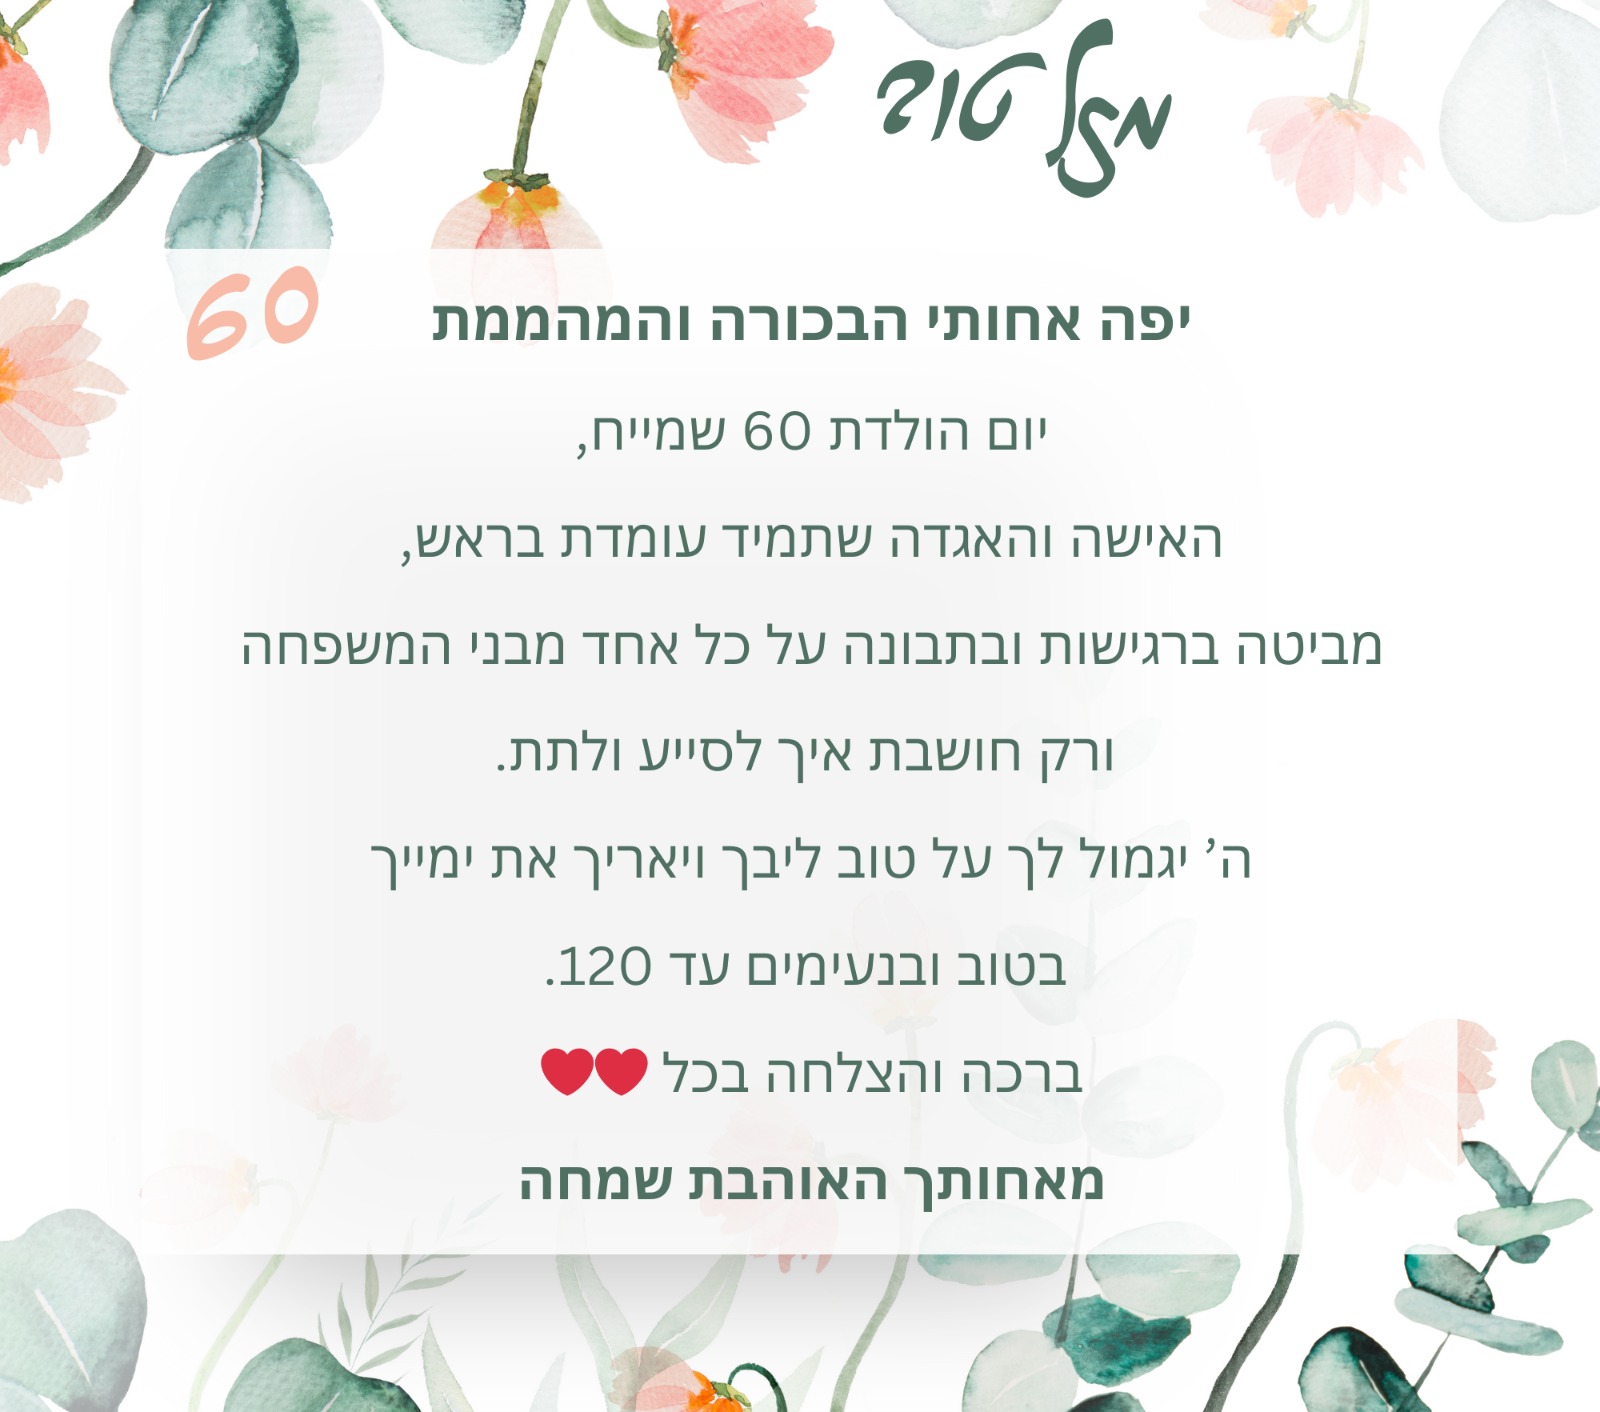 מזל טוב
60
יפה אחותי הבכורה והמהממת
יום הולדת 60 שמייח,
האישה והאגדה שתמיד עומדת בראש,
מביטה ברגישות ובתבונה על כל אחד מבני המשפחה
ורק חושבת איך לסייע ולתת.
ה’ יגמול לך על טוב ליבך ויאריך את ימייך
בטוב ובנעימים עד 120.
ברכה והצלחה בכל ❤❤
מאחותך האוהבת שמחה